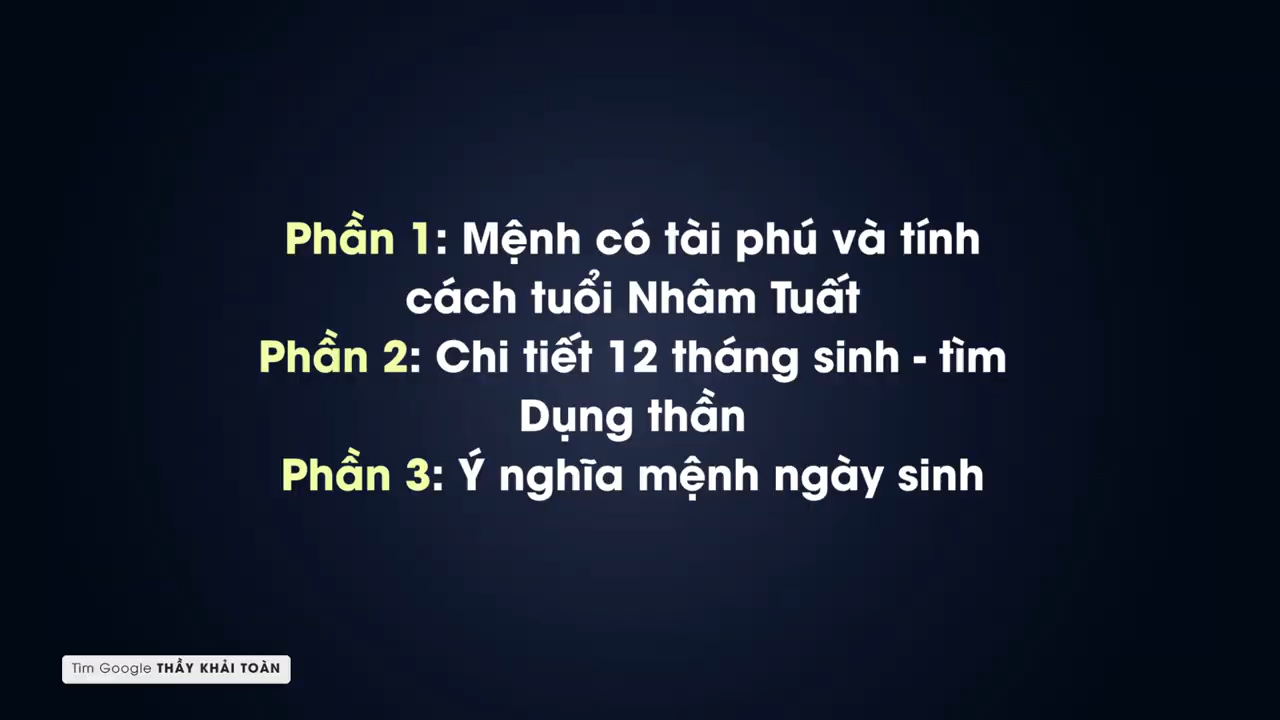 Phần 1: Mệnh có tài phú và tính
cách tuổi Nhâm Tuất
Phần 2: Chi tiết 12 tháng sinh - tìm
Dụng thần
Phần 3: Ý nghĩa mệnh ngày sinh
Tìm Google THẦY KHẢI TOÀN